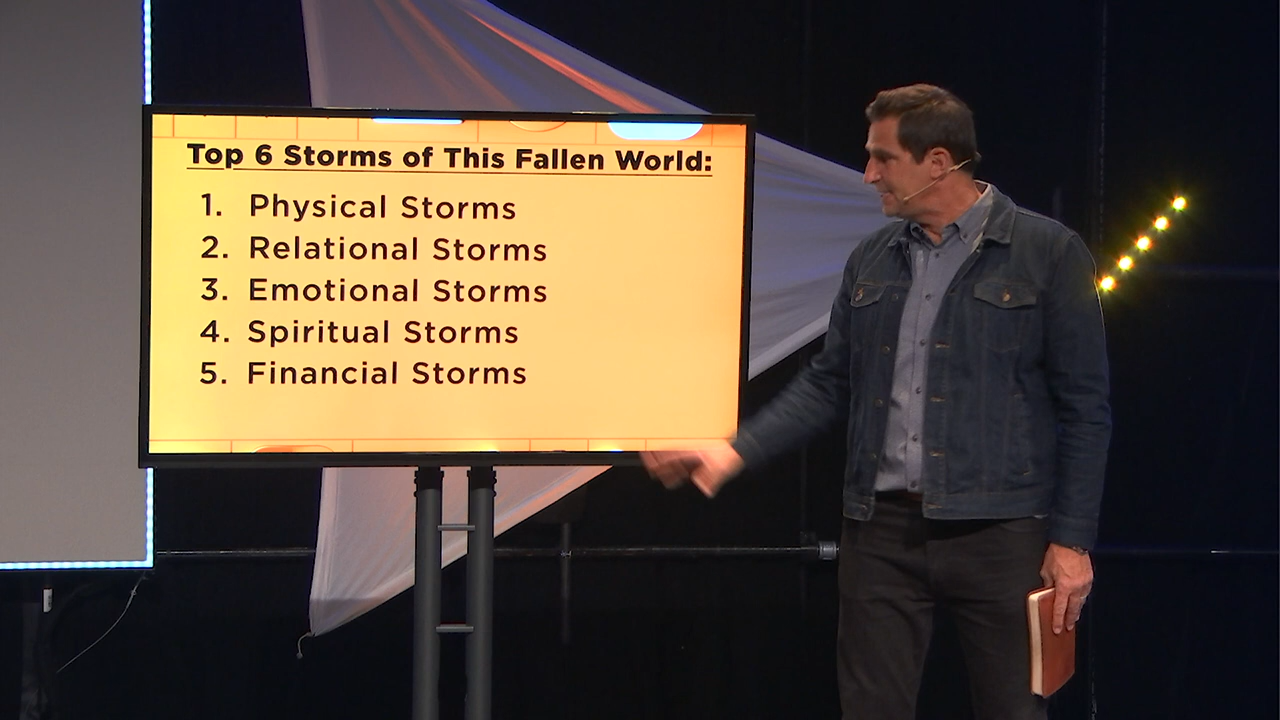 Top 6 Storms of This Fallen World:
1. Physical Storms
2. Relational Storms
3. Emotional Storms
4. Spiritual Storms
5. Financial Storms